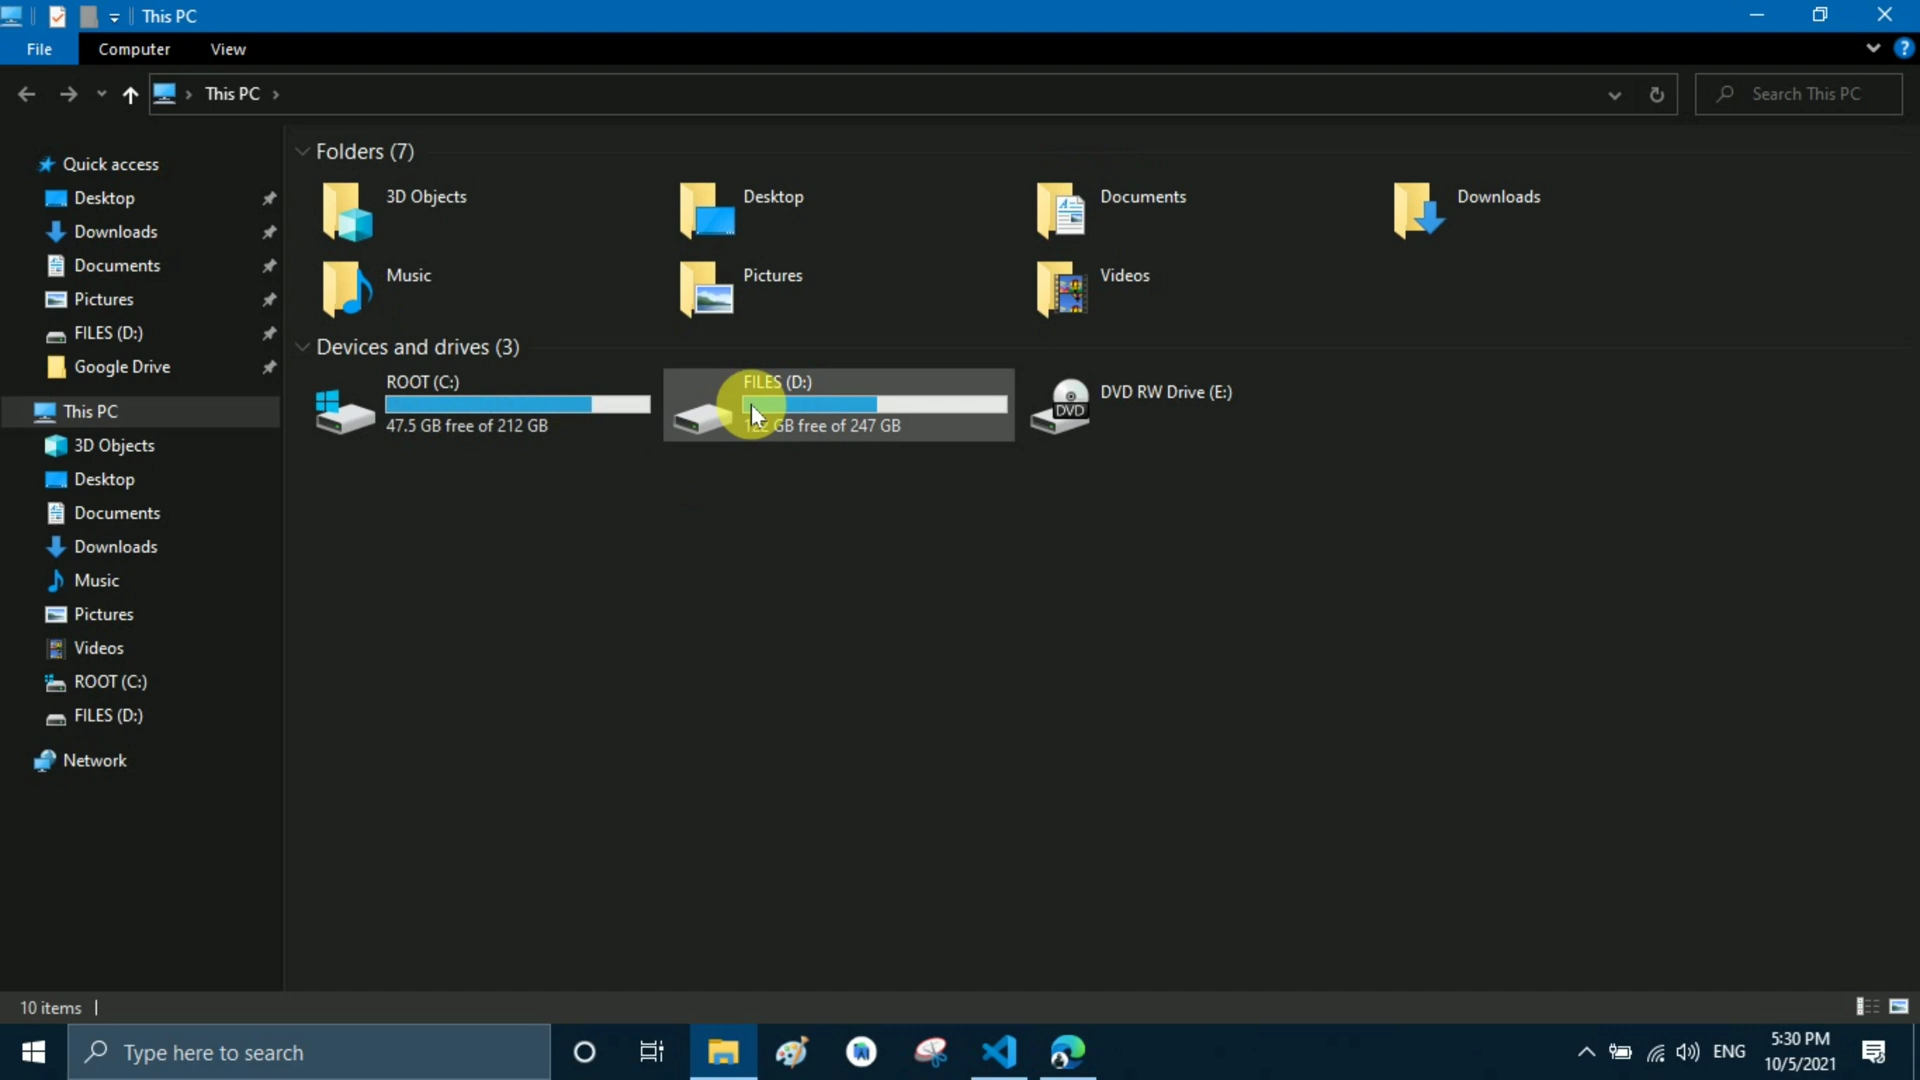 This PC
File Computer View
This PC
Search This PC
Quick access
Desktop
Downloads
Documents
Pictures
FILES (D:)
Google Drive
This PC
3D Objects
Desktop
Documents
Downloads
Music
Pictures
Videos
ROOT (C:)
FILES (D:)
Network
Folders (7)
3D Objects
Desktop
Documents
Downloads
Music
Pictures
Videos
Devices and drives (3)
ROOT (C:)
47.5 GB free of 212 GB
FILES (D:)
122 GB free of 247 GB
DVD RW Drive (E:)
DVD
10 items
Type here to search
ENG
5:30 PM
10/5/2021